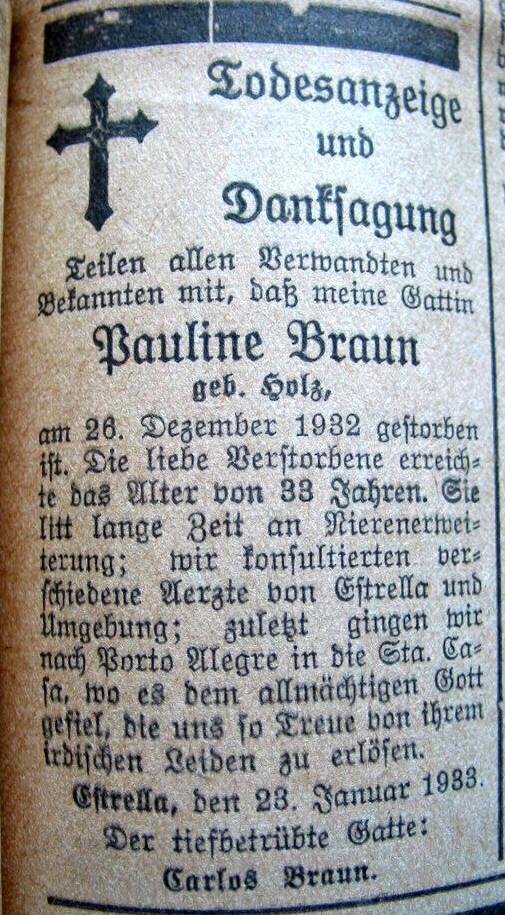 Todesanzeige
und
Danksagung
Teilen allen Verwandten und
Bekannten mit, daß meine Gattin
Pauline Braun
geb. Holz,
am 26. Dezember 1932 gestorben
ist. Die liebe Verstorbene erreich-
te das Alter von 33 Jahren. Sie
litt lange Zeit an Nierenerwei-
terung; wir konsultierten ver-
schiedene Aerzte von Estrella und
Umgebung; zuletzt gingen wir
nach Porto Alegre in die Sta. Ca-
sa, wo es dem allmächtigen Gott
gefiel, die uns so Treue von ihrem
irdischen Leiden zu erlösen.
Estrella, den 23. Januar 1933.
Der tiefbetrübte Gatte:
Carlos Braun.